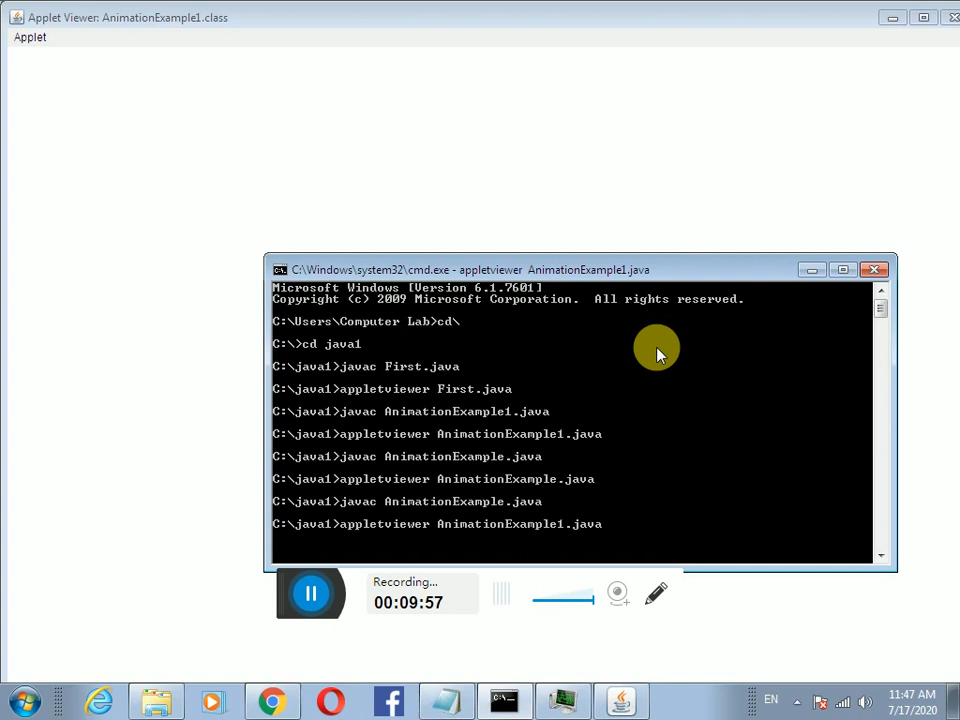 Applet Viewer: AnimationExample1.class
Applet
C:\Windows\system32\cmd.exe - appletviewer AnimationExample1.java
Microsoft Windows [Version 6.1.7601]
Copyright (c) 2009 Microsoft Corporation.  All rights reserved.
C:\Users\Computer Lab>cd\
C:\>cd java1
C:\java1>javac First.java
C:\java1>appletviewer First.java
C:\java1>javac AnimationExample1.java
C:\java1>appletviewer AnimationExample1.java
C:\java1>javac AnimationExample.java
C:\java1>appletviewer AnimationExample.java
C:\java1>javac AnimationExample.java
C:\java1>appletviewer AnimationExample1.java
Recording...
00:09:57
EN
11:47 AM
7/17/2020